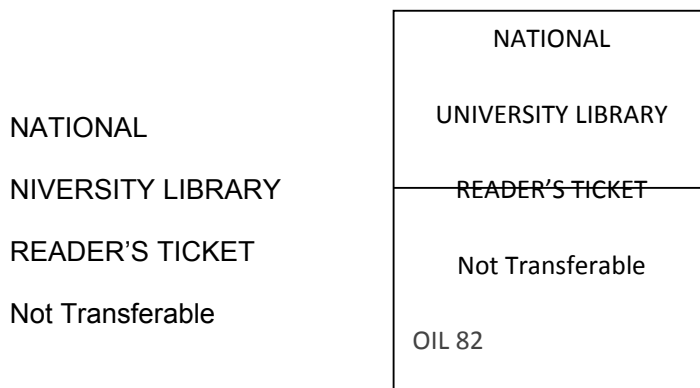 NATIONAL
NIVERSITY LIBRARY
READER’S TICKET
Not Transferable
NATIONAL
UNIVERSITY LIBRARY
READER’S TICKET
Not Transferable
OIL 82